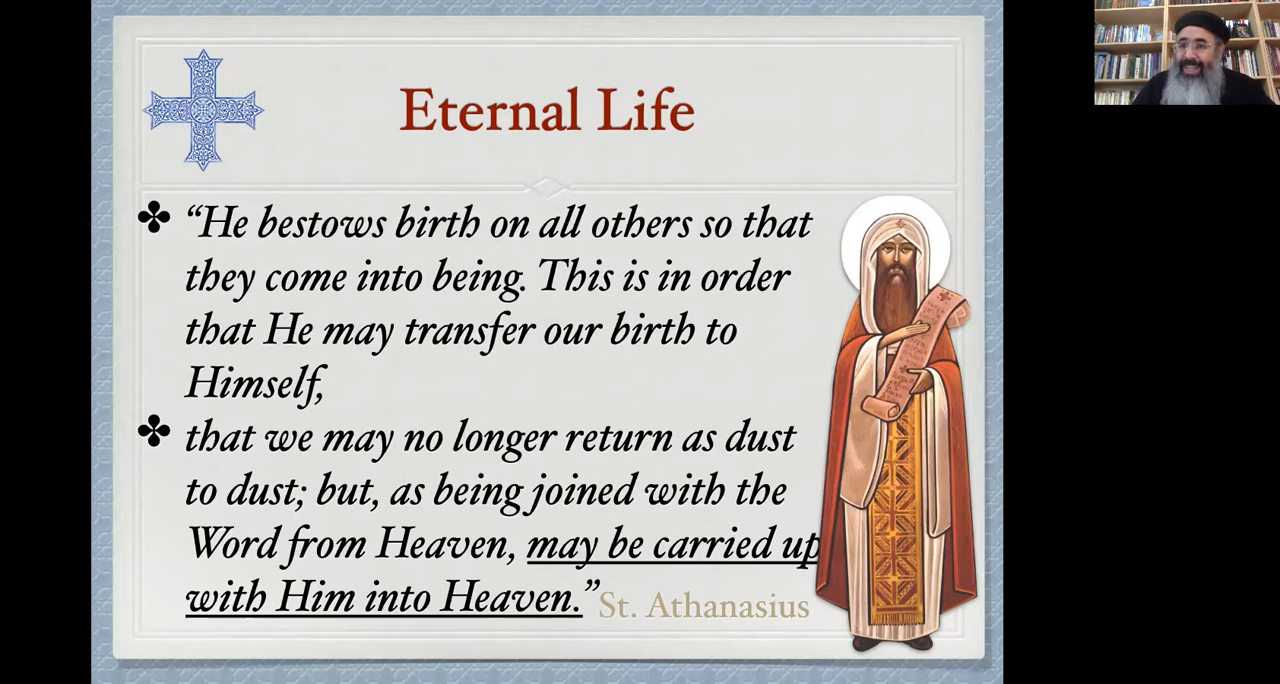 Eternal Life
“He bestows birth on all others so that
they come into being. This is in order
that He may transfer our birth to
Himself,
that we may no longer return as dust
to dust; but, as being joined with the
Word from Heaven, may be carried up
with Him into Heaven.” St. Athanasius